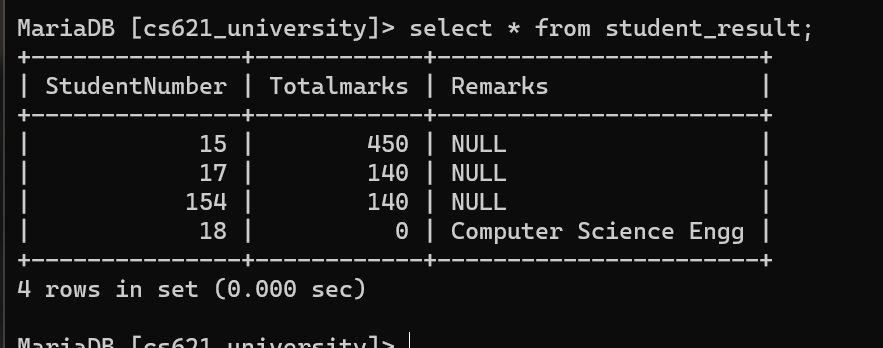 MariaDB [cs621_university]> select * from student_result;
+---------------+------------+-----------------------+
| StudentNumber | Totalmarks | Remarks               |
+---------------+------------+-----------------------+
|            15 |        450 | NULL                  |
|            17 |        140 | NULL                  |
|           154 |        140 | NULL                  |
|            18 |          0 | Computer Science Engg |
+---------------+------------+-----------------------+
4 rows in set (0.000 sec)
MariaDB [cs621_university]>